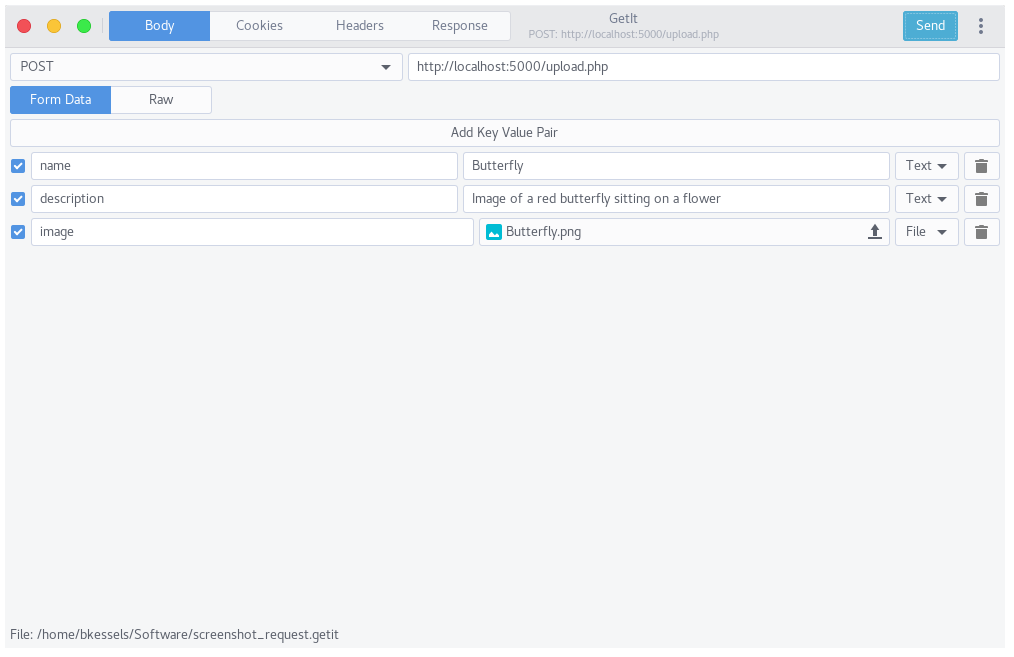 Body Cookies Headers Response GetIt Send
POST: http://localhost:5000/upload.php
POST http://localhost:5000/upload.php
Form Data Raw
Add Key Value Pair
name Butterfly Text
description Image of a red butterfly sitting on a flower Text
image Butterfly.png File
File: /home/bkessels/Software/screenshot_request.getit